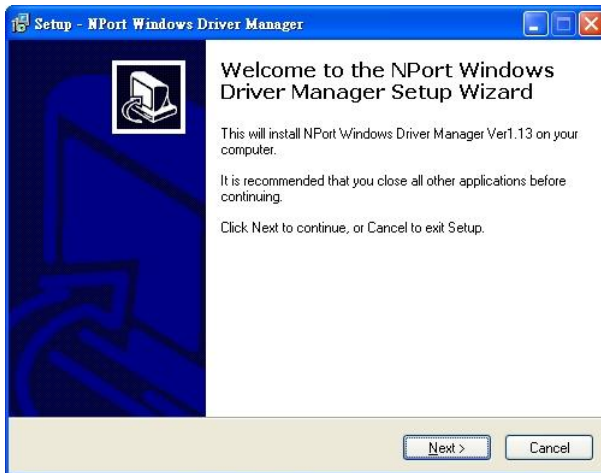 Setup - NPort Windows Driver Manager
Welcome to the NPort Windows
Driver Manager Setup Wizard
This will install NPort Windows Driver Manager Ver1.13 on your
computer.
It is recommended that you close all other applications before
continuing.
Click Next to continue, or Cancel to exit Setup.
Next > Cancel